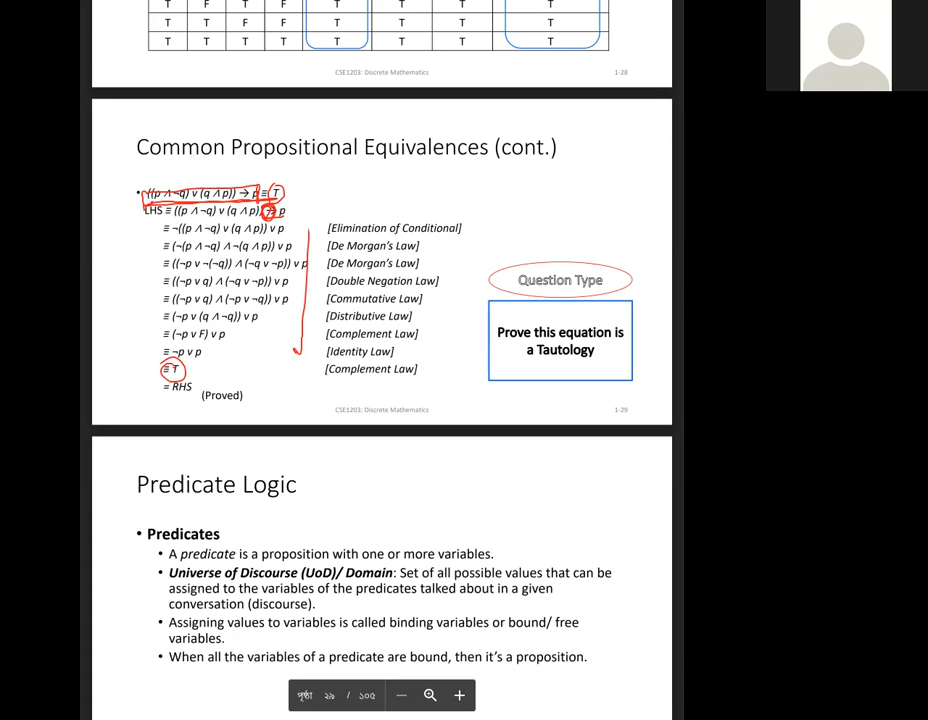 T F T F T T T T
T T F F T T T T
T T T T T T T T
CSE1203: Discrete Mathematics 1-28
Common Propositional Equivalences (cont.)
• ((p ∧ ¬q) v (q ∧ p)) → p ≡ T
LHS ≡ ((p ∧ ¬q) v (q ∧ p)) → p
≡ ¬((p ∧ ¬q) v (q ∧ p)) v p [Elimination of Conditional]
≡ (¬(p ∧ ¬q) ∧ ¬(q ∧ p)) v p [De Morgan's Law]
≡ ((¬p v ¬(¬q)) ∧ (¬q v ¬p)) v p [De Morgan's Law]
≡ ((¬p v q) ∧ (¬q v ¬p)) v p [Double Negation Law]
≡ ((¬p v q) ∧ (¬p v ¬q)) v p [Commutative Law]
≡ (¬p v (q ∧ ¬q)) v p [Distributive Law]
≡ (¬p v F) v p [Complement Law]
≡ ¬p v p [Identity Law]
≡ T [Complement Law]
= RHS
(Proved)
Question Type
Prove this equation is
a Tautology
CSE1203: Discrete Mathematics 1-29
Predicate Logic
• Predicates
• A predicate is a proposition with one or more variables.
• Universe of Discourse (UoD)/ Domain: Set of all possible values that can be
assigned to the variables of the predicates talked about in a given
conversation (discourse).
• Assigning values to variables is called binding variables or bound/ free
variables.
• When all the variables of a predicate are bound, then it's a proposition.
পৃষ্ঠা ২৯ / ১০৫